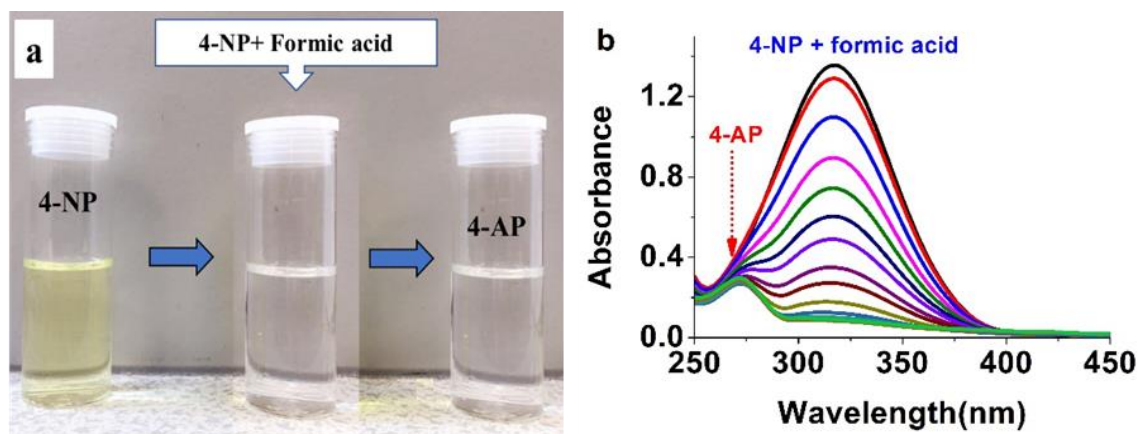 a
4-NP+ Formic acid
4-NP
4-AP
b
4-NP + formic acid
4-AP
1.2
0.8
0.4
0.0
Absorbance
250 300 350 400 450
Wavelength(nm)